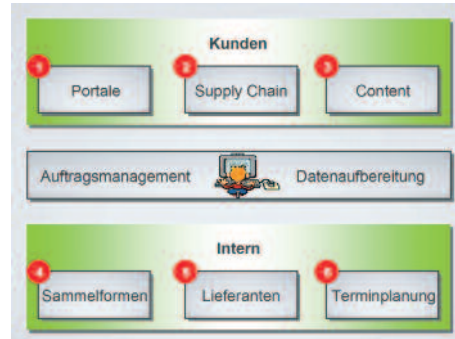 Kunden
1 2 3
Portale Supply Chain Content
Auftragsmanagement Datenaufbereitung
Intern
4 5 6
Sammelformen Lieferanten Terminplanung